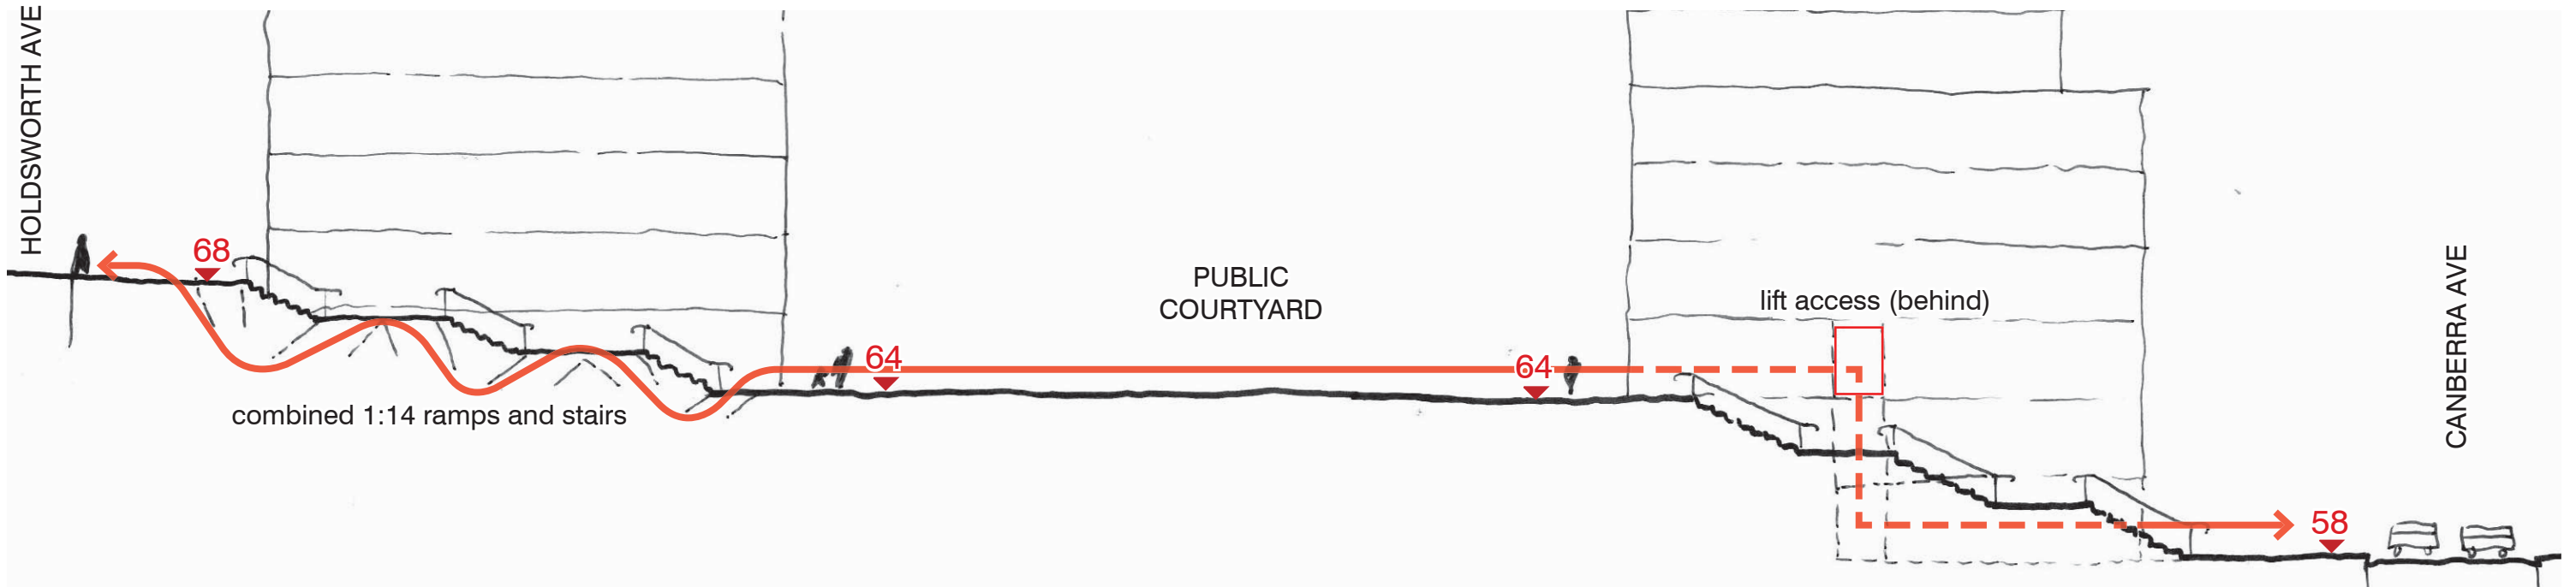 HOLDSWORTH AVE
68
combined 1:14 ramps and stairs
64
PUBLIC
COURTYARD
64
lift access (behind)
58
CANBERRA AVE